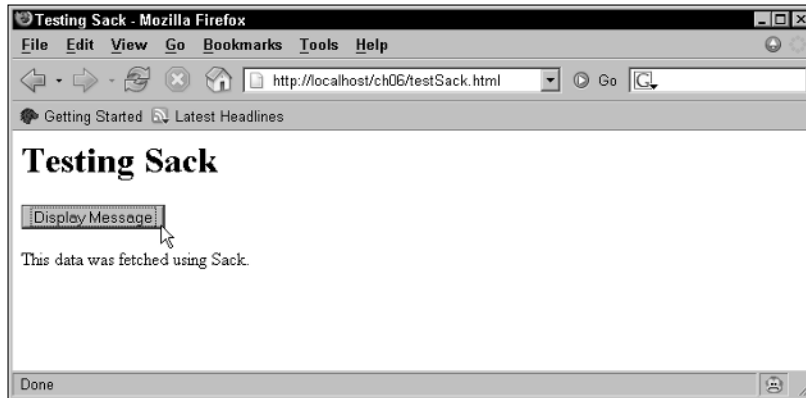 Testing Sack - Mozilla Firefox
File Edit View Go Bookmarks Tools Help
http://localhost/ch06/testSack.html Go G
Getting Started Latest Headlines
Testing Sack
Display Message
This data was fetched using Sack.
Done